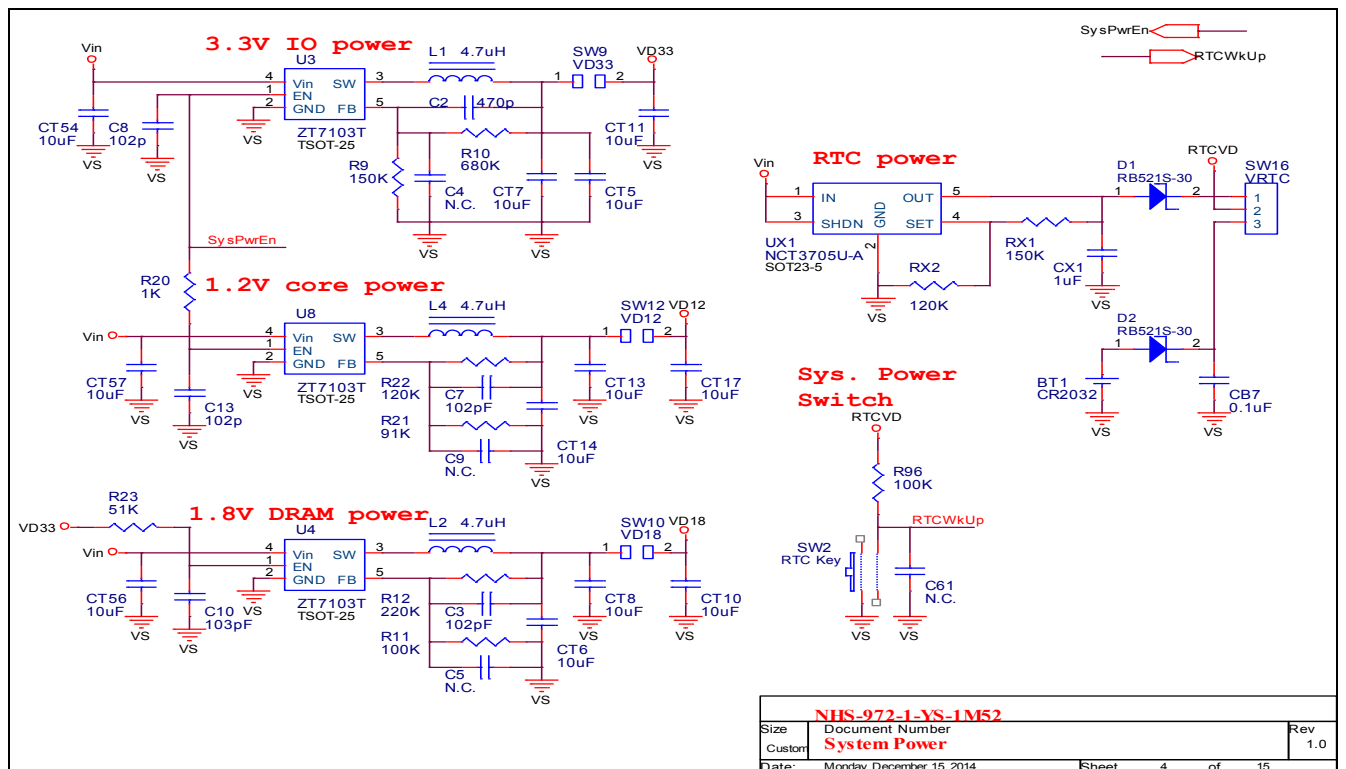 SysPwrEn
RTCWkUp
3.3V IO power
Vin
U3
L1 4.7uH
SW9
VD33
VD33
4 Vin SW 3
1 EN
2 GND FB 5
1 2
C2 470p
CT54
10uF
C8
102p
VS
VS
VS
ZT7103T
TSOT-25
R9
150K
R10
680K
C4
N.C.
CT7
10uF
CT5
10uF
CT11
10uF
VS
VS
SysPwrEn
R20
1K
1.2V core power
Vin
U8
L4 4.7uH
SW12
VD12
VD12
4 Vin SW 3
1 EN
2 GND FB 5
1 2
CT57
10uF
C13
102p
VS
VS
VS
ZT7103T
TSOT-25
R22
120K
C7
102pF
R21
91K
C9
N.C.
CT14
10uF
CT13
10uF
CT17
10uF
VS
VS
VS
1.8V DRAM power
VD33
R23
51K
Vin
U4
L2 4.7uH
SW10
VD18
VD18
4 Vin SW 3
1 EN
2 GND FB 5
1 2
CT56
10uF
C10
103pF
VS
VS
VS
ZT7103T
TSOT-25
R12
220K
C3
102pF
R11
100K
C5
N.C.
CT6
10uF
CT8
10uF
CT10
10uF
VS
VS
VS
RTC power
Vin
1 IN OUT 5
3 SHDN SET 4
GND
2
UX1
NCT3705U-A
SOT23-5
RX1
150K
RX2
120K
CX1
1uF
VS
VS
D1
RB521S-30
1 2
RTCVD
SW16
VRTC
1
2
3
D2
RB521S-30
1 2
BT1
CR2032
CB7
0.1uF
VS
VS
Sys. Power
Switch
RTCVD
R96
100K
RTCWkUp
SW2
RTC Key
C61
N.C.
VS
VS
NHS-972-1-YS-1M52
Size Document Number Rev
Custom System Power 1.0
Date: Monday, December 15, 2014 Sheet 4 of 15